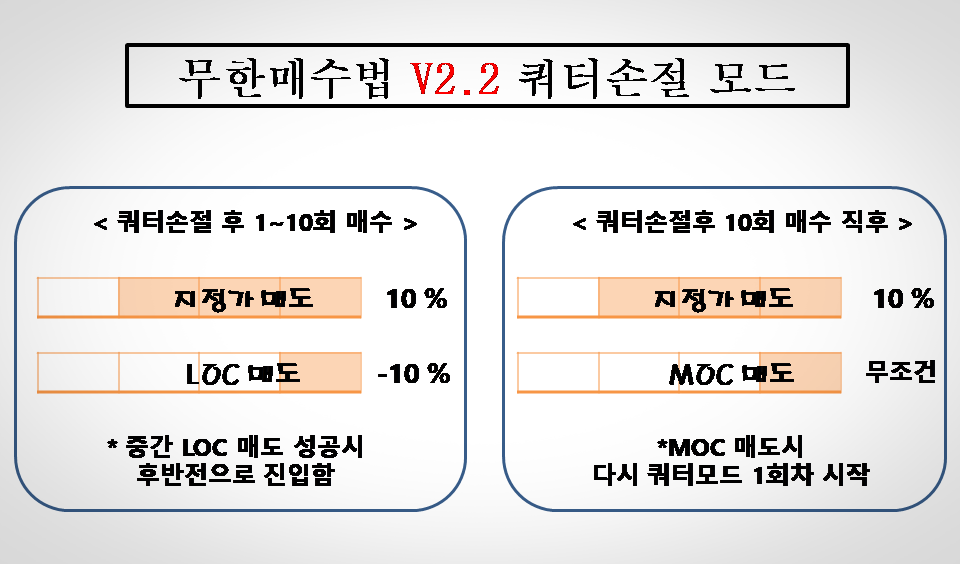 무한매수법 V2.2 쿼터손절 모드
< 쿼터손절 후 1~10회 매수 >
지정가 매도 10 %
LOC 매도 -10 %
* 중간 LOC 매도 성공시
후반전으로 진입함
< 쿼터손절후 10회 매수 직후 >
지정가 매도 10 %
MOC 매도 무조건
*MOC 매도시
다시 쿼터모드 1회차 시작